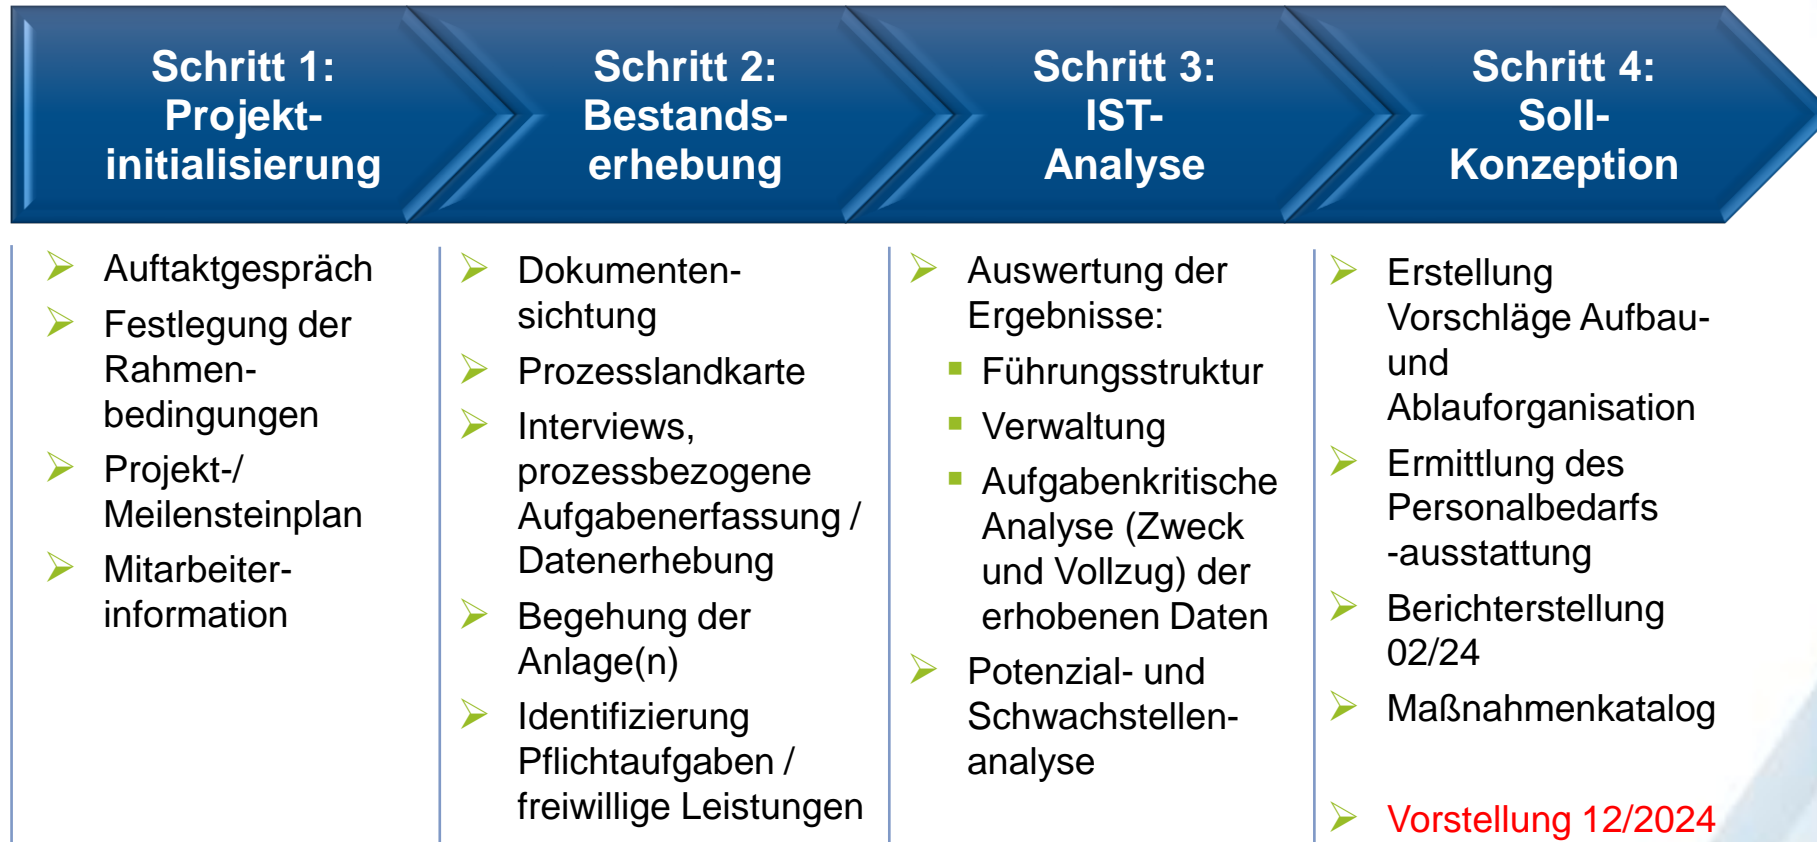 Schritt 1:
Projekt-
initialisierung
Schritt 2:
Bestands-
erhebung
Schritt 3:
IST-
Analyse
Schritt 4:
Soll-
Konzeption
Auftaktgespräch
Festlegung der
Rahmen-
bedingungen
Projekt-/
Meilensteinplan
Mitarbeiter-
information
Dokumenten-
sichtung
Prozesslandkarte
Interviews,
prozessbezogene
Aufgabenerfassung /
Datenerhebung
Begehung der
Anlage(n)
Identifizierung
Pflichtaufgaben /
freiwillige Leistungen
Auswertung der
Ergebnisse:
Führungsstruktur
Verwaltung
Aufgabenkritische
Analyse (Zweck
und Vollzug) der
erhobenen Daten
Potenzial- und
Schwachstellen-
analyse
Erstellung
Vorschläge Aufbau-
und
Ablauforganisation
Ermittlung des
Personalbedarfs
-ausstattung
Berichterstellung
02/24
Maßnahmenkatalog
Vorstellung 12/2024